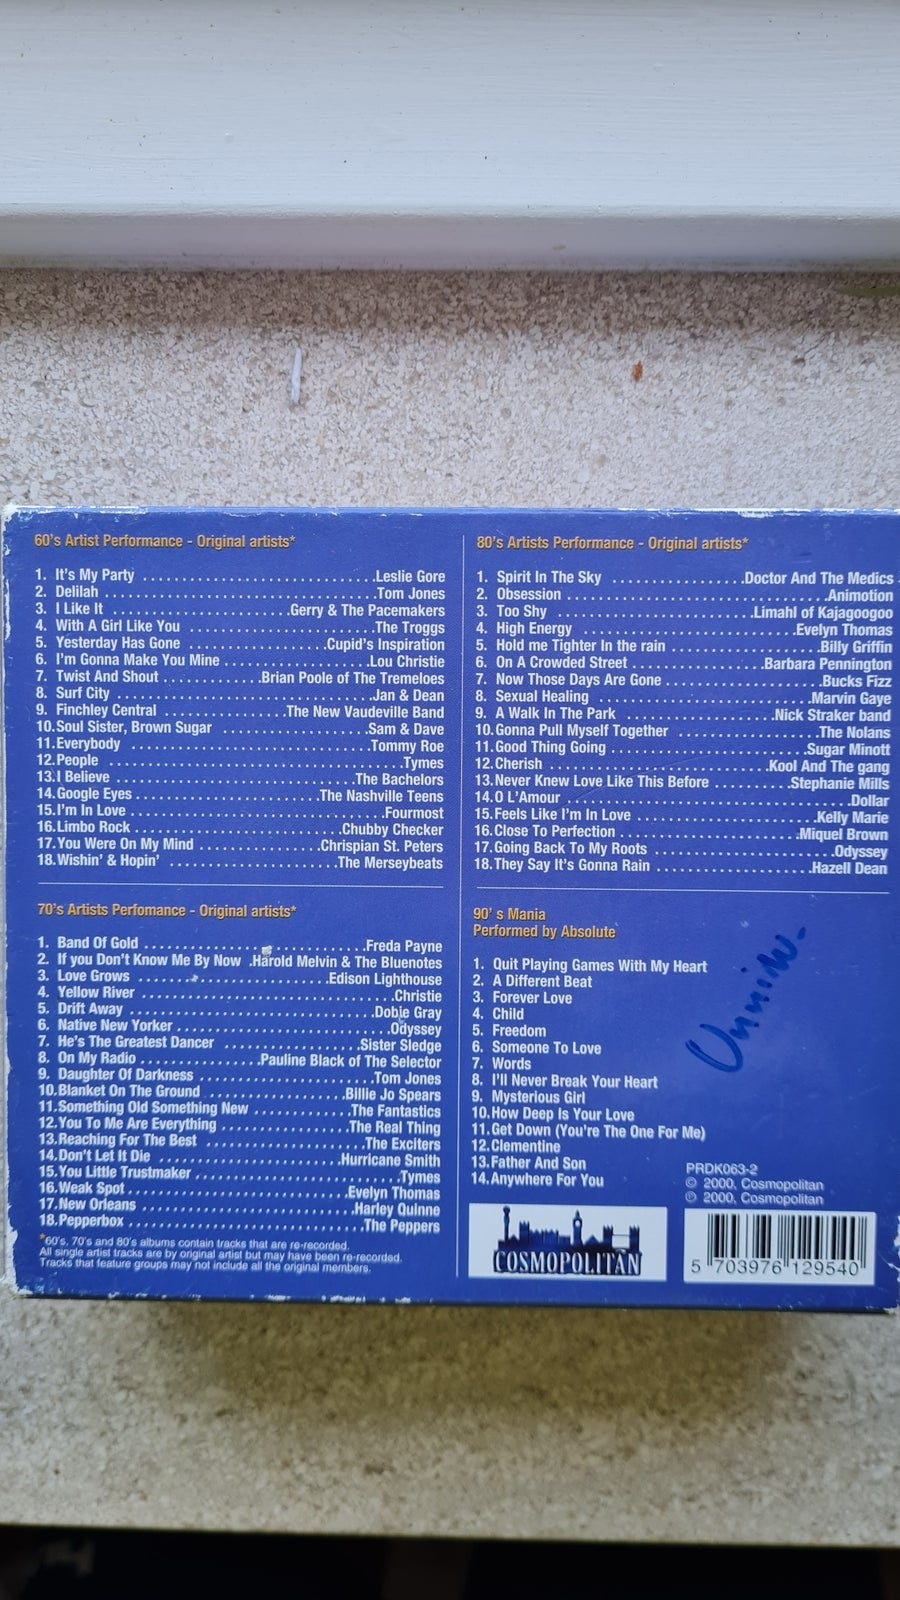 60's Artist Performance - Original artists*
1. It's My Party ............................Leslie Gore
2. Delilah ............................Tom Jones
3. I Like It ......................Gerry & The Pacemakers
4. With A Girl Like You ......................The Troggs
5. Yesterday Has Gone .................Cupid's Inspiration
6. I'm Gonna Make You Mine .................Lou Christie
7. Twist And Shout .............Brian Poole of The Tremeloes
8. Surf City ............................Jan & Dean
9. Finchley Central ..............The New Vaudeville Band
10.Soul Sister, Brown Sugar .................Sam & Dave
11.Everybody ............................Tommy Roe
12.People ............................Tymes
13.I Believe ............................The Bachelors
14.Google Eyes ......................The Nashville Teens
15.I'm In Love ............................Fourmost
16.Limbo Rock ......................Chubby Checker
17.You Were On My Mind .................Chrispian St. Peters
18.Wishin' & Hopin' ......................The Merseybeats
70's Artists Perfomance - Original artists*
1. Band Of Gold ............................Freda Payne
2. If you Don't Know Me By Now .Harold Melvin & The Bluenotes
3. Love Grows ......................Edison Lighthouse
4. Yellow River ............................Christie
5. Drift Away ............................Dobie Gray
6. Native New Yorker ......................Odyssey
7. He's The Greatest Dancer .................Sister Sledge
8. On My Radio .............Pauline Black of The Selector
9. Daughter Of Darkness ......................Tom Jones
10.Blanket On The Ground .................Billie Jo Spears
11.Something Old Something New .............The Fantastics
12.You To Me Are Everything .................The Real Thing
13.Reaching For The Best .................The Exciters
14.Don't Let It Die ......................Hurricane Smith
15.You Little Trustmaker ......................Tymes
16.Weak Spot ............................Evelyn Thomas
17.New Orleans ............................Harley Quinne
18.Pepperbox ............................The Peppers
*60's, 70's and 80's albums contain tracks that are re-recorded.
All single artist tracks are by original artist but may have been re-recorded.
Tracks that feature groups may not include all the original members.
80's Artists Performance - Original artists*
1. Spirit In The Sky .................Doctor And The Medics
2. Obsession ............................Animotion
3. Too Shy ......................Limahl of Kajagoogoo
4. High Energy ......................Evelyn Thomas
5. Hold me Tighter In the rain .................Billy Griffin
6. On A Crowded Street .................Barbara Pennington
7. Now Those Days Are Gone .................Bucks Fizz
8. Sexual Healing ......................Marvin Gaye
9. A Walk In The Park .................Nick Straker band
10.Gonna Pull Myself Together .................The Nolans
11.Good Thing Going ......................Sugar Minott
12.Cherish ......................Kool And The gang
13.Never Knew Love Like This Before ..........Stephanie Mills
14.O L'Amour ............................Dollar
15.Feels Like I'm In Love ......................Kelly Marie
16.Close To Perfection ......................Miquel Brown
17.Going Back To My Roots ......................Odyssey
18.They Say It's Gonna Rain .................Hazell Dean
90' s Mania
Performed by Absolute
1. Quit Playing Games With My Heart
2. A Different Beat
3. Forever Love
4. Child
5. Freedom
6. Someone To Love
7. Words
8. I'll Never Break Your Heart
9. Mysterious Girl
10.How Deep Is Your Love
11.Get Down (You're The One For Me)
12.Clementine
13.Father And Son
14.Anywhere For You
PRDK063-2
© 2000, Cosmopolitan
℗ 2000, Cosmopolitan
COSMOPOLITAN
5 703976 129540